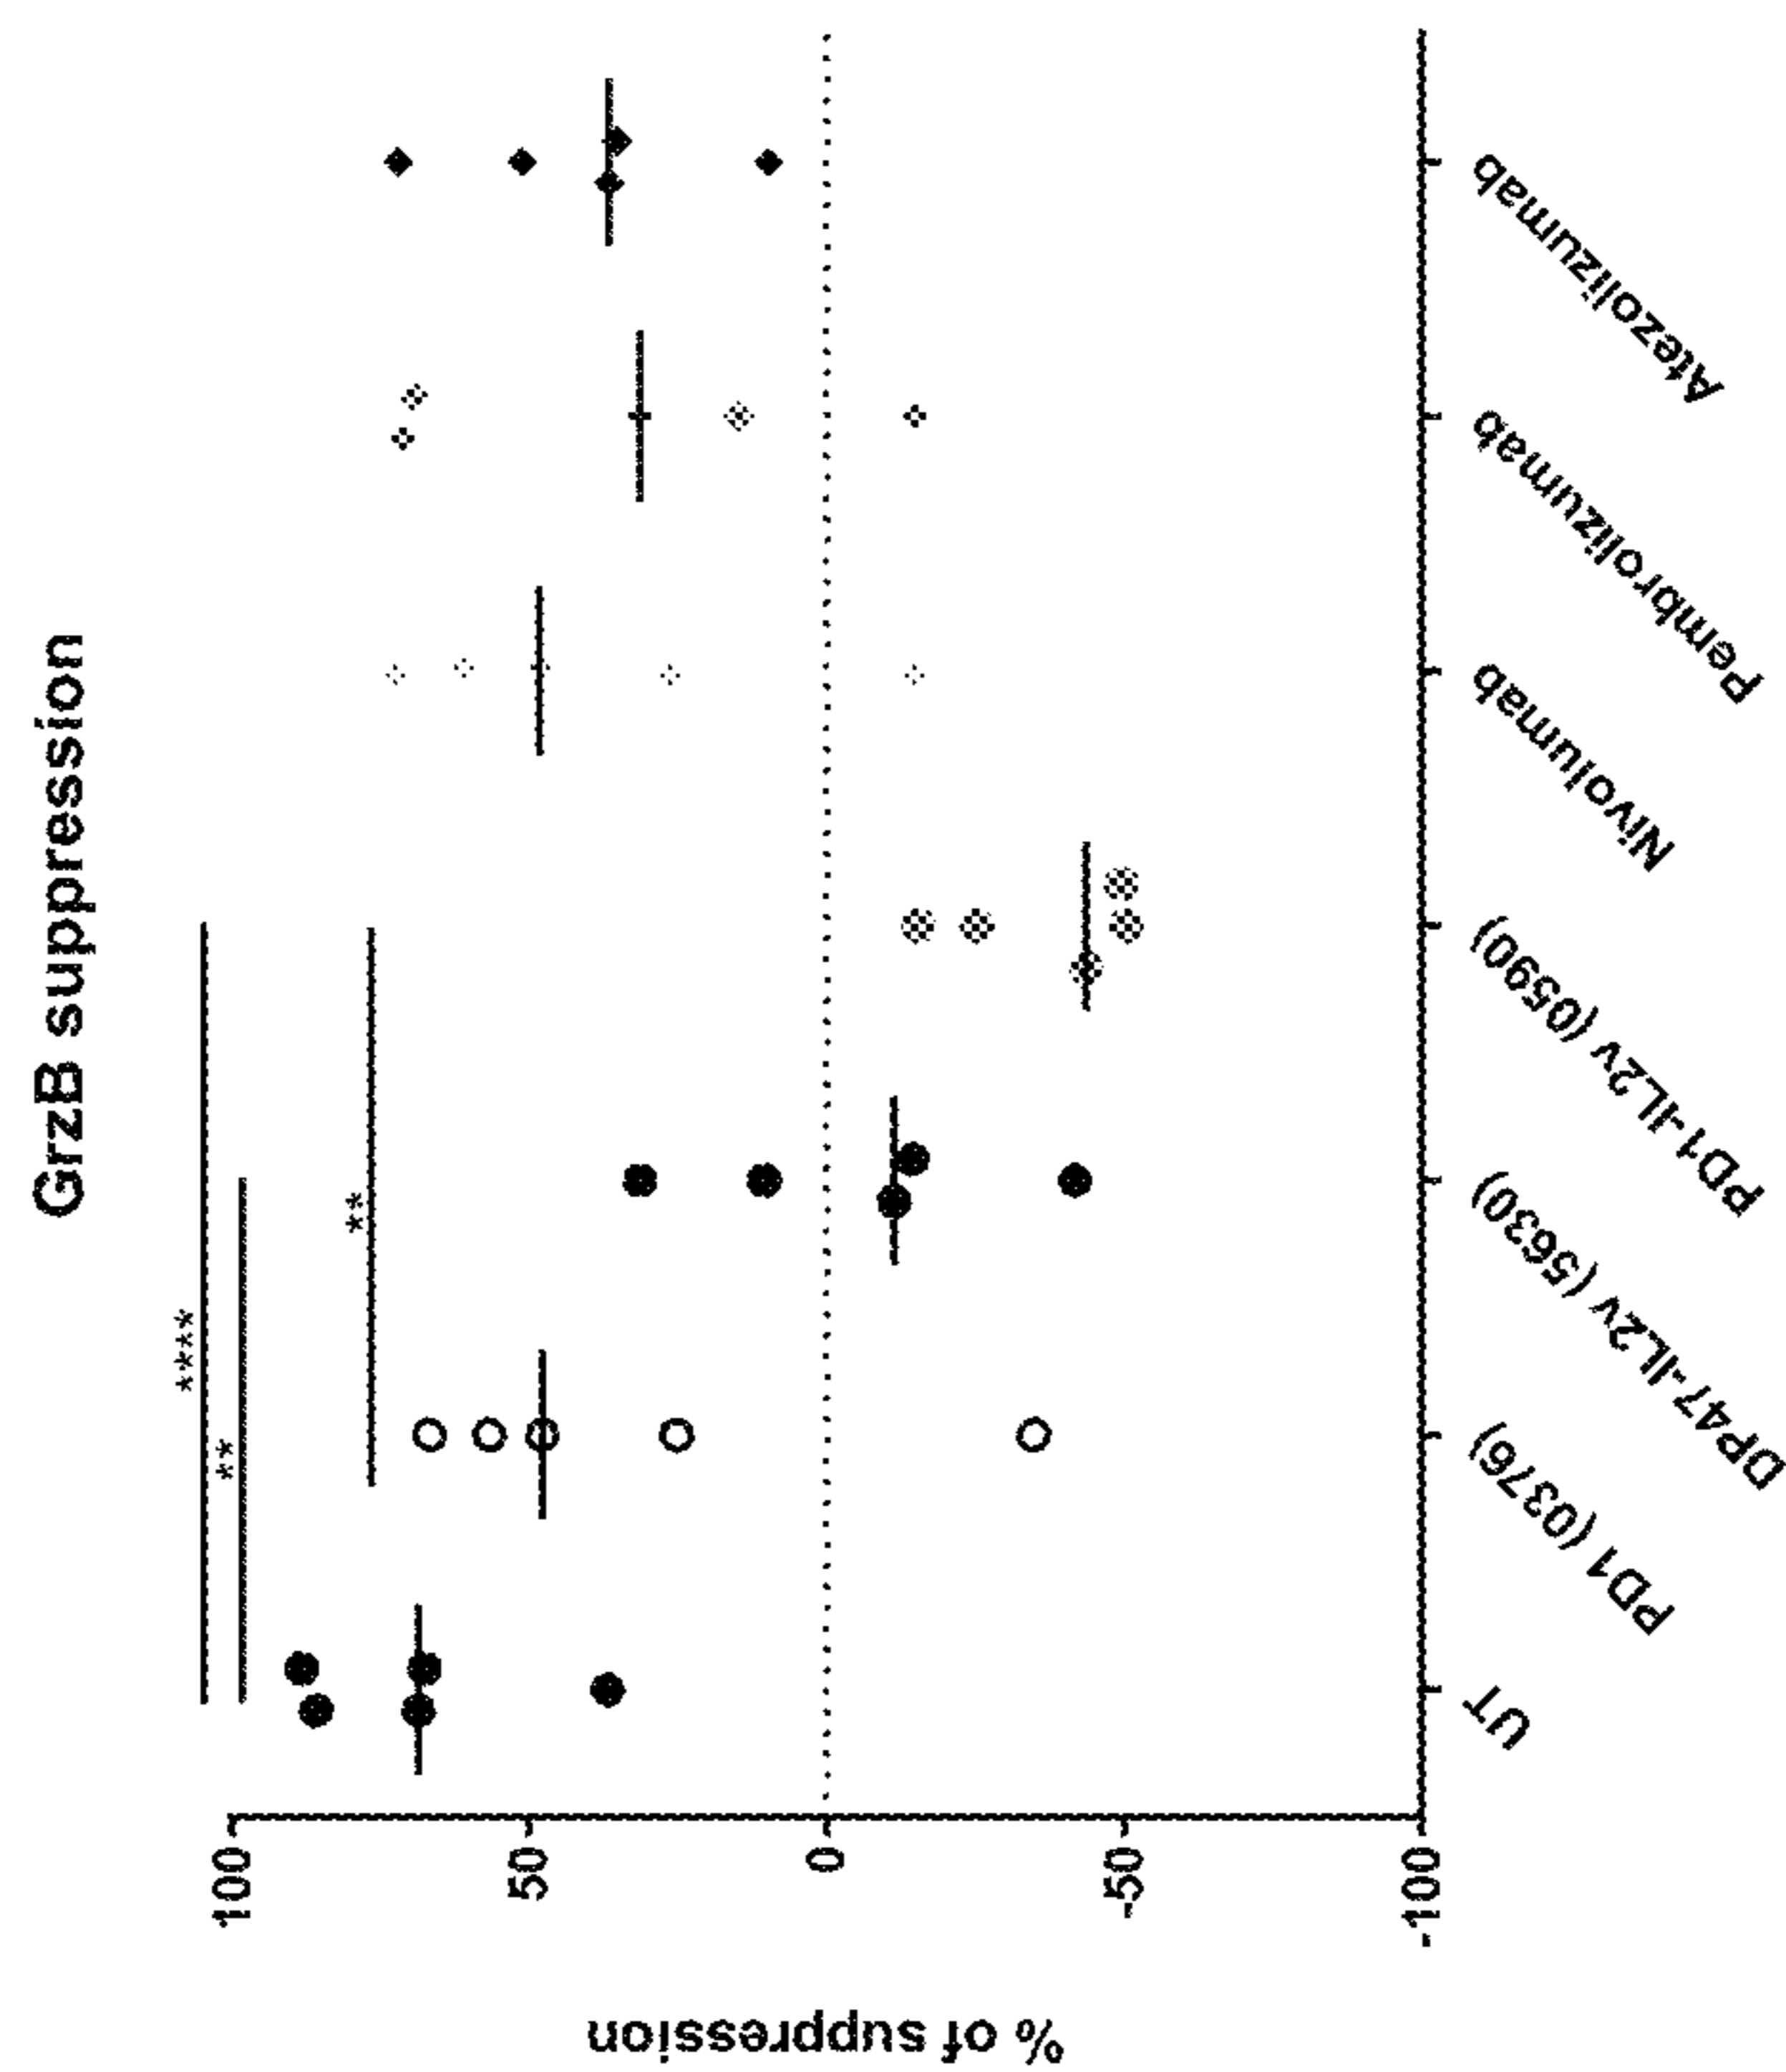 GrzB suppression
****
**
**
% of suppression
100
50
0
-50
-100
UT
PD1 (0376)
DP47-IL2v (5630)
PD1-IL2v (0590)
Nivolumab
Pembrolizumab
Atezolizumab